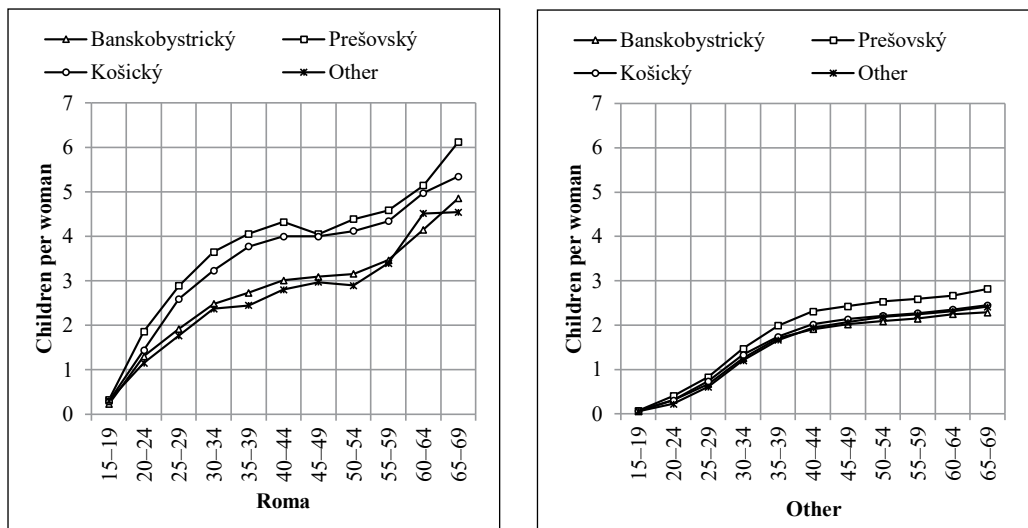 Banskobystrický Prešovský
Košický Other
7
6
5
4
3
2
1
0
Children per woman
15–19 20–24 25–29 30–34 35–39 40–44 45–49 50–54 55–59 60–64 65–69
Roma
Banskobystrický Prešovský
Košický Other
7
6
5
4
3
2
1
0
Children per woman
15–19 20–24 25–29 30–34 35–39 40–44 45–49 50–54 55–59 60–64 65–69
Other